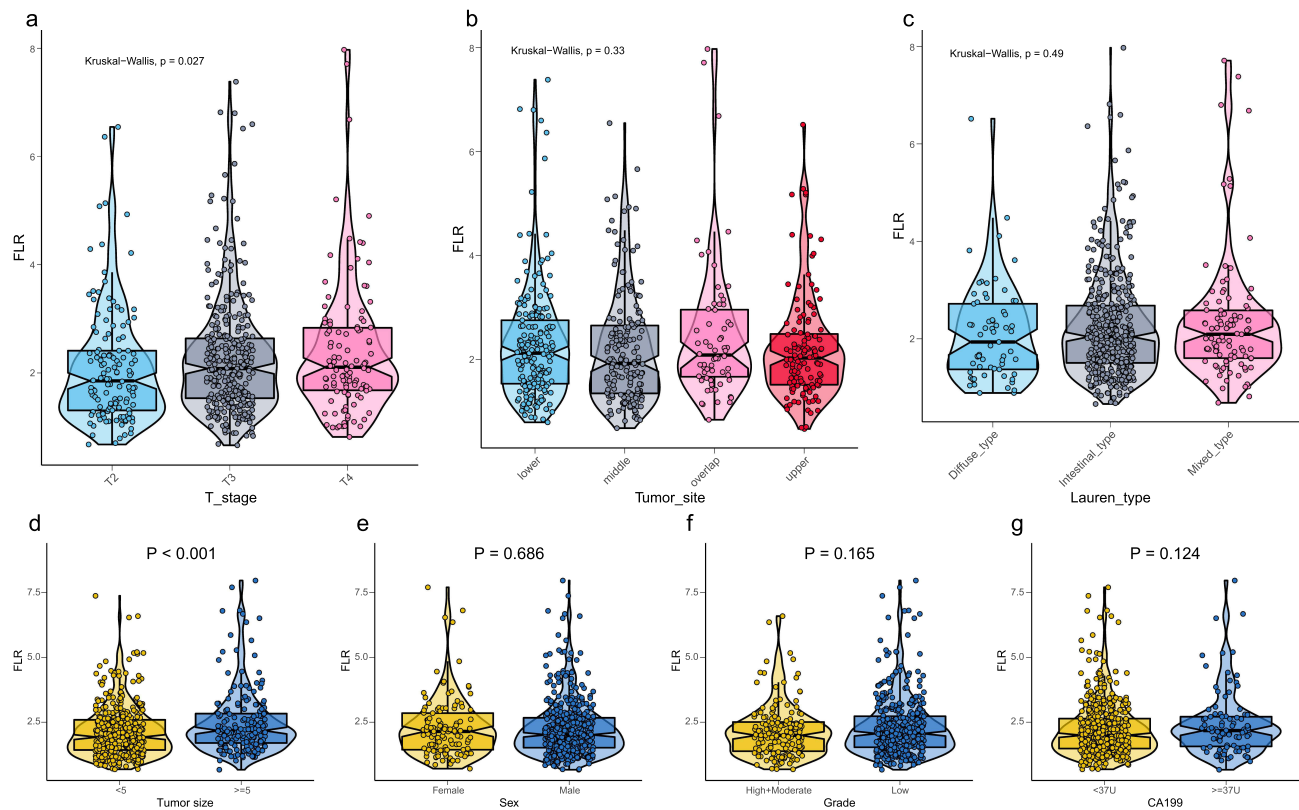 a
Kruskal−Wallis, p = 0.027
8
6
4
2
FLR
T2
T3
T4
T_stage
b
Kruskal−Wallis, p = 0.33
8
6
4
2
FLR
lower
middle
overlap
upper
Tumor_site
c
Kruskal−Wallis, p = 0.49
8
6
4
2
FLR
Diffuse_type
Intestinal_type
Mixed_type
Lauren_type
d
P < 0.001
7.5
5.0
2.5
FLR
<5
>=5
Tumor size
e
P = 0.686
7.5
5.0
2.5
FLR
Female
Male
Sex
f
P = 0.165
7.5
5.0
2.5
FLR
High+Moderate
Low
Grade
g
P = 0.124
7.5
5.0
2.5
FLR
<37U
>=37U
CA199